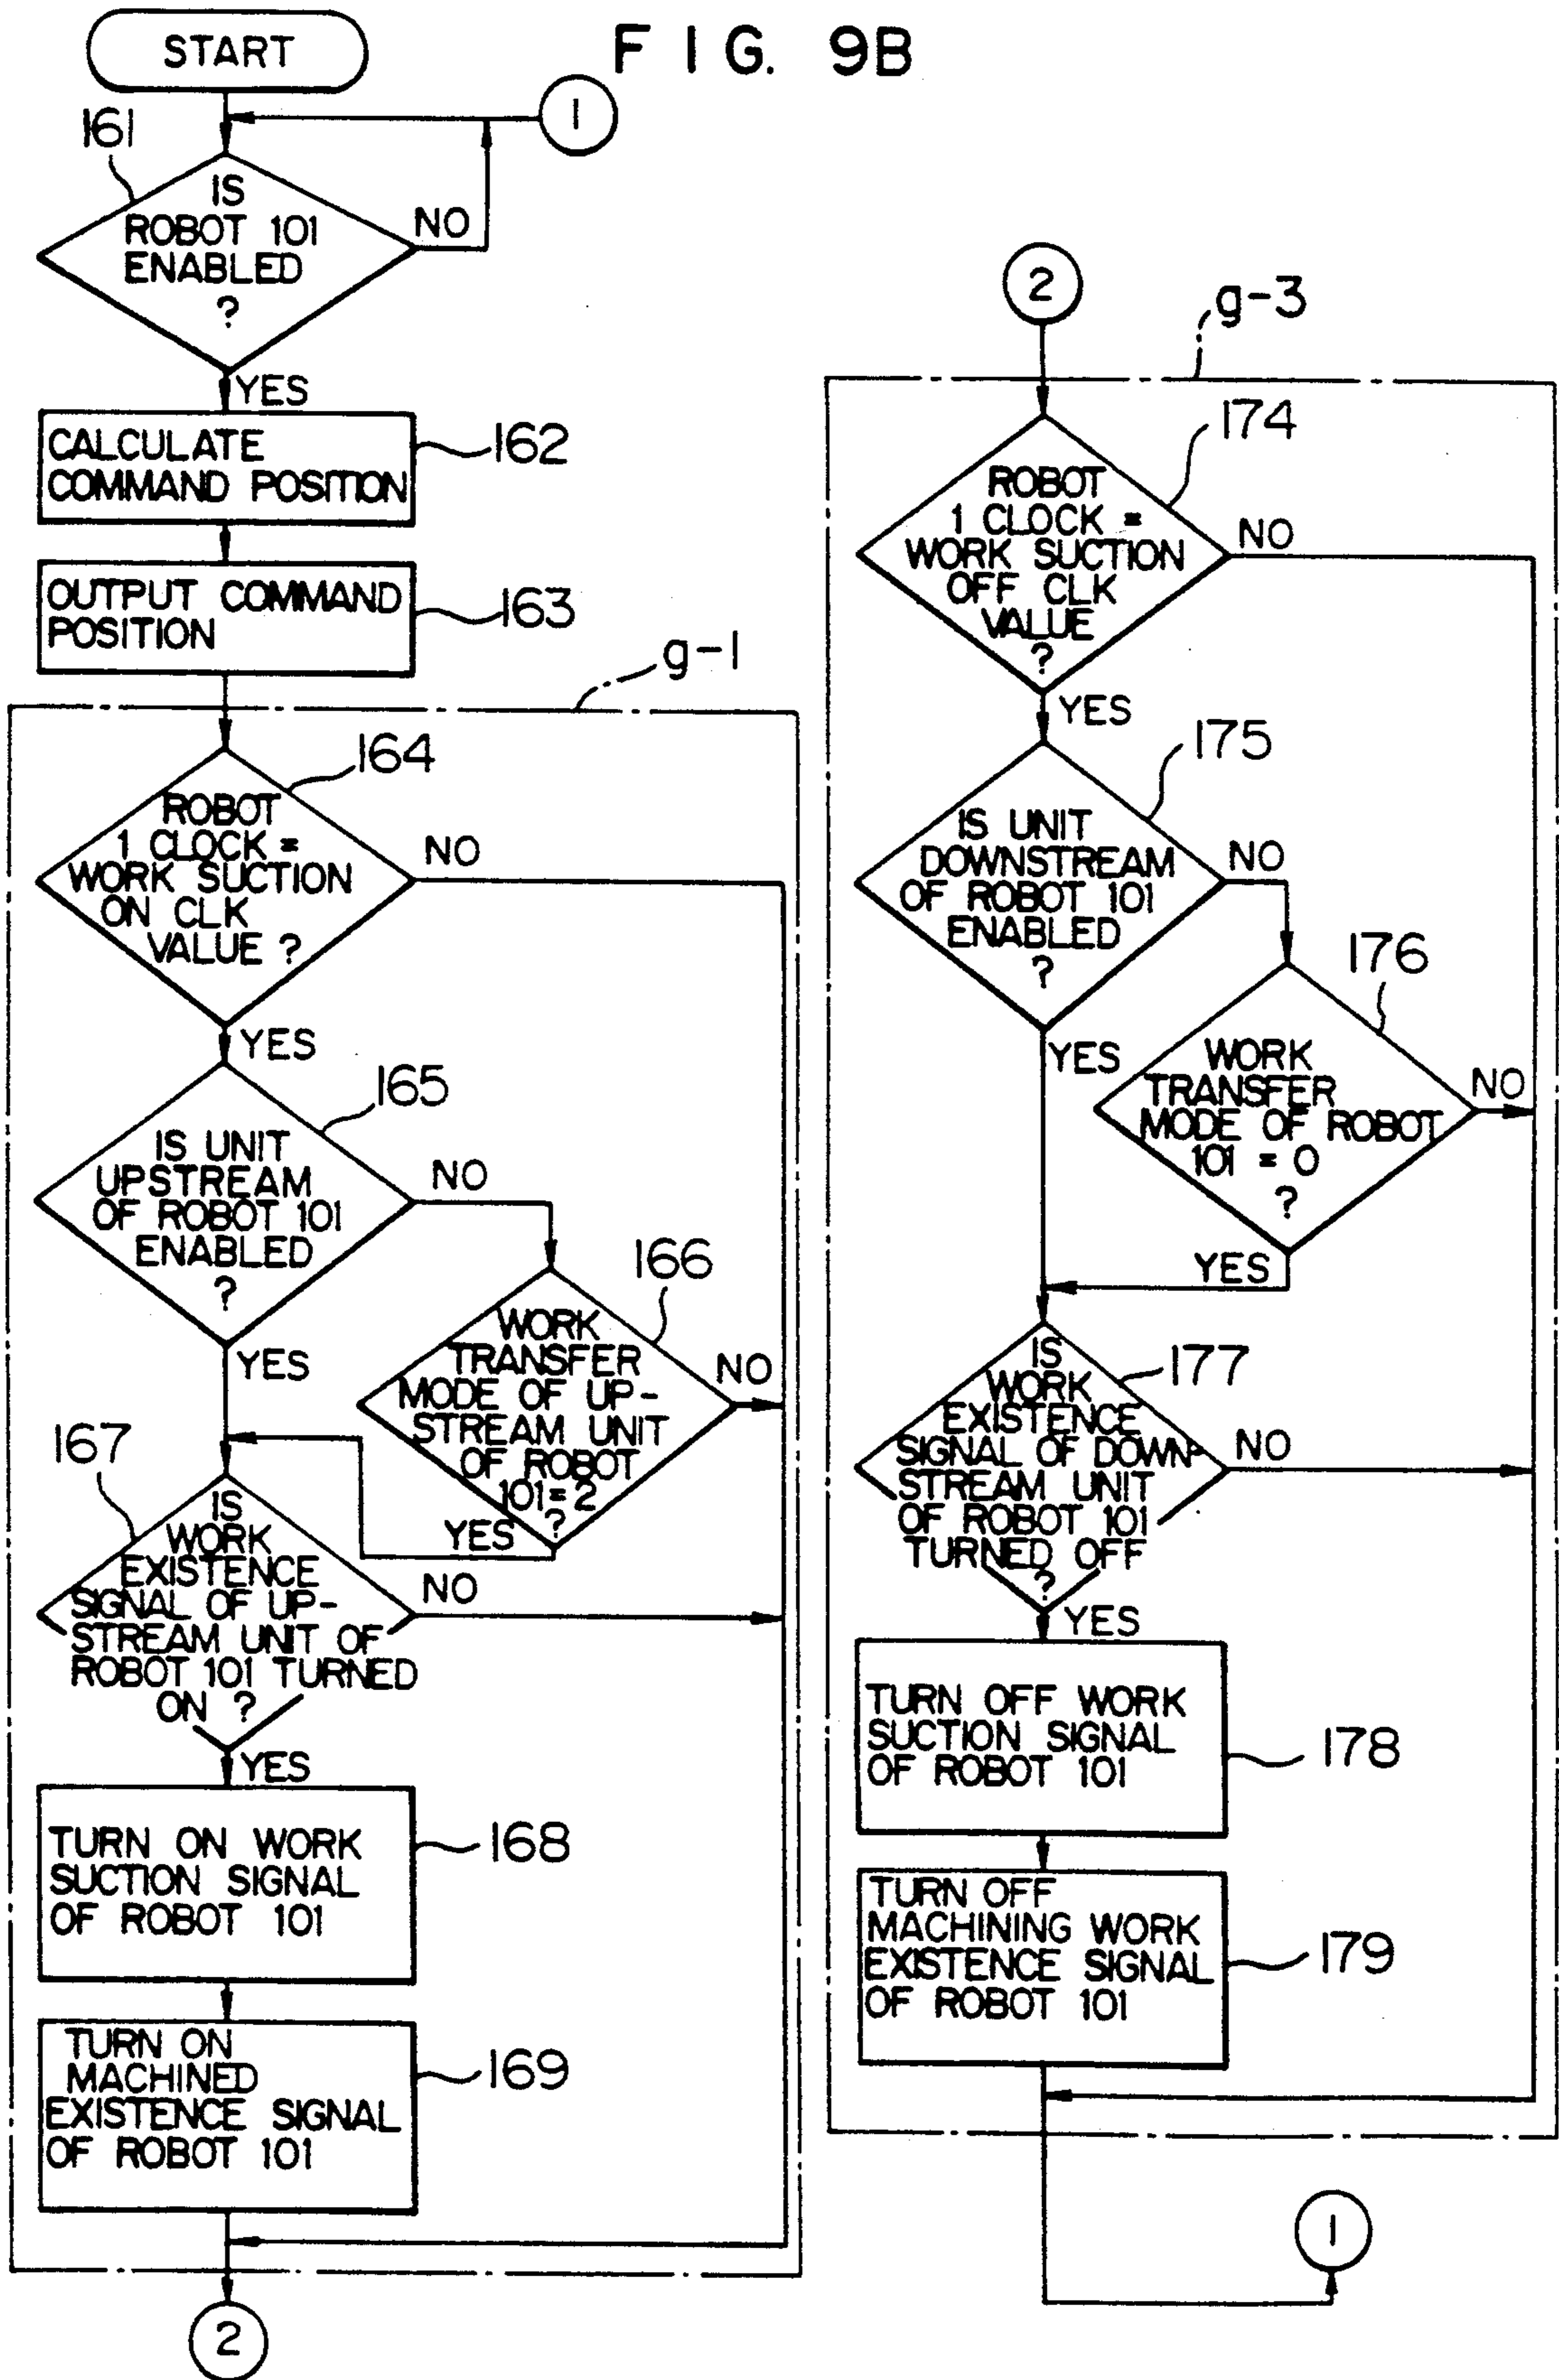 FIG. 9B
START
1
161
IS
ROBOT 101
ENABLED
?
NO
YES
CALCULATE
COMMAND POSITION
162
OUTPUT COMMAND
POSITION
163
g-1
164
ROBOT
1 CLOCK =
WORK SUCTION
ON CLK
VALUE ?
NO
YES
165
IS UNIT
UPSTREAM
OF ROBOT 101
ENABLED
?
NO
YES
166
WORK
TRANSFER
MODE OF UP-
STREAM UNIT
OF ROBOT
101=2
?
NO
YES
167
IS
WORK
EXISTENCE
SIGNAL OF UP-
STREAM UNIT OF
ROBOT 101 TURNED
ON ?
NO
YES
TURN ON WORK
SUCTION SIGNAL
OF ROBOT 101
168
TURN ON
MACHINED
EXISTENCE SIGNAL
OF ROBOT 101
169
2
2
g-3
174
ROBOT
1 CLOCK =
WORK SUCTION
OFF CLK
VALUE
?
NO
YES
175
IS UNIT
DOWNSTREAM
OF ROBOT 101
ENABLED
?
NO
YES
176
WORK
TRANSFER
MODE OF ROBOT
101 = 0
?
NO
YES
177
IS
WORK
EXISTENCE
SIGNAL OF DOWN-
STREAM UNIT
OF ROBOT 101
TURNED OFF
?
NO
YES
TURN OFF WORK
SUCTION SIGNAL
OF ROBOT 101
178
TURN OFF
MACHINING WORK
EXISTENCE SIGNAL
OF ROBOT 101
179
1